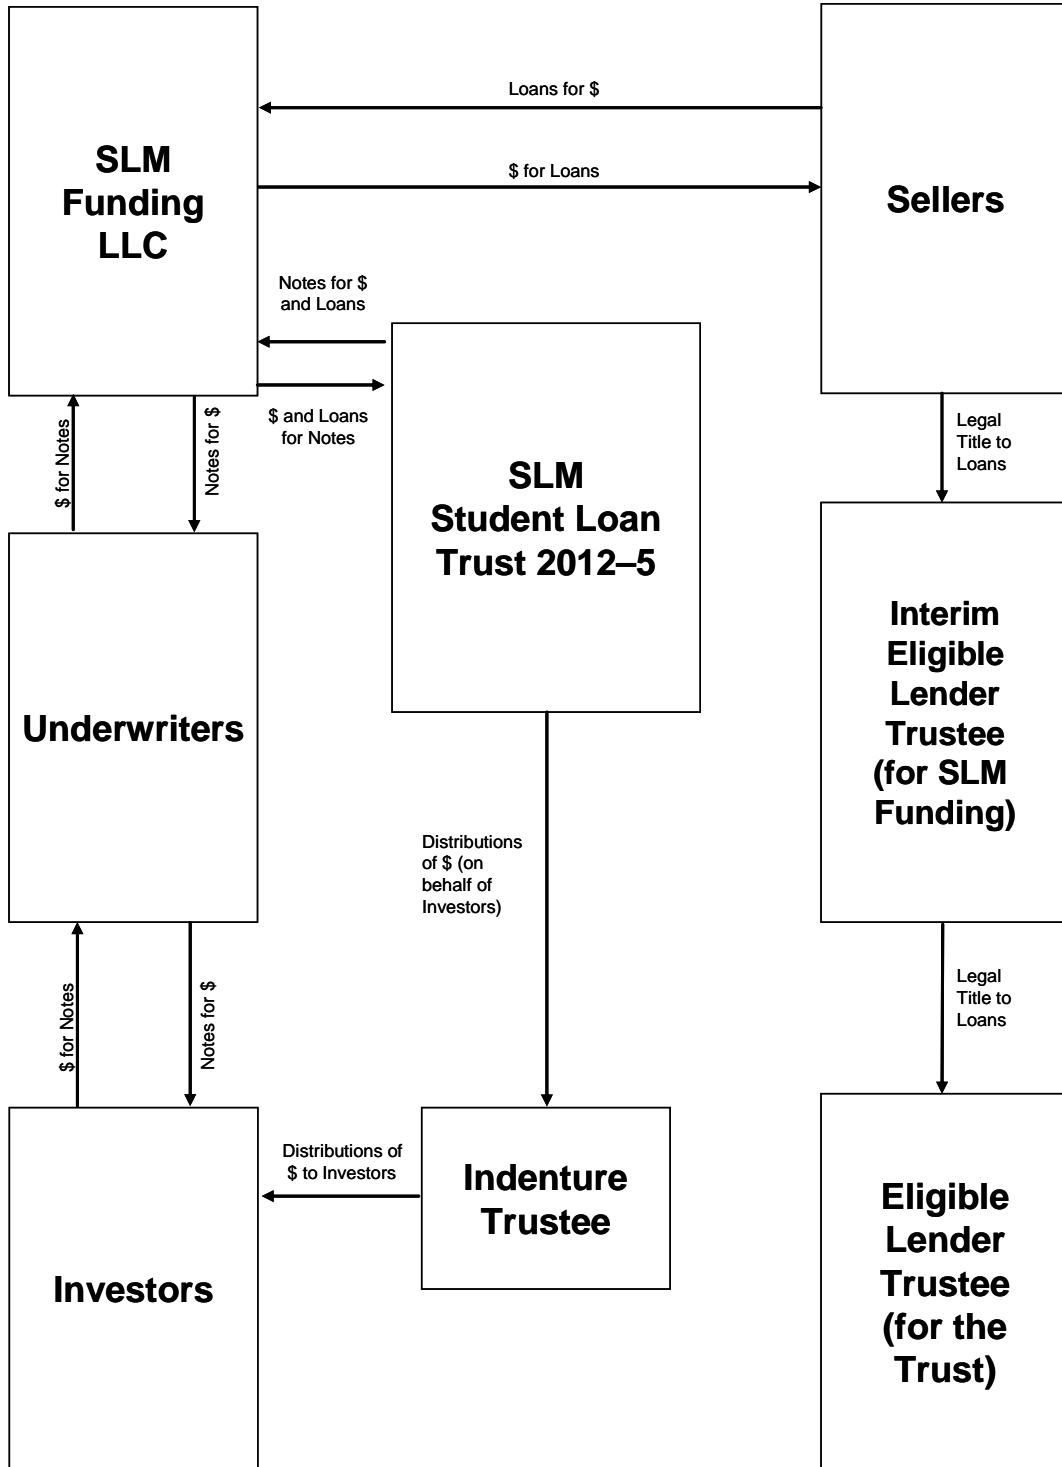 Loans for $
$ for Loans
SLM
Funding
LLC
Sellers
Notes for $
and Loans
$ and Loans
for Notes
$ for Notes
Notes for $
Legal
Title to
Loans
SLM
Student Loan
Trust 2012–5
Underwriters
Interim
Eligible
Lender
Trustee
(for SLM
Funding)
Distributions
of $ (on
behalf of
Investors)
$ for Notes
Notes for $
Legal
Title to
Loans
Distributions of
$ to Investors
Indenture
Trustee
Investors
Eligible
Lender
Trustee
(for the
Trust)